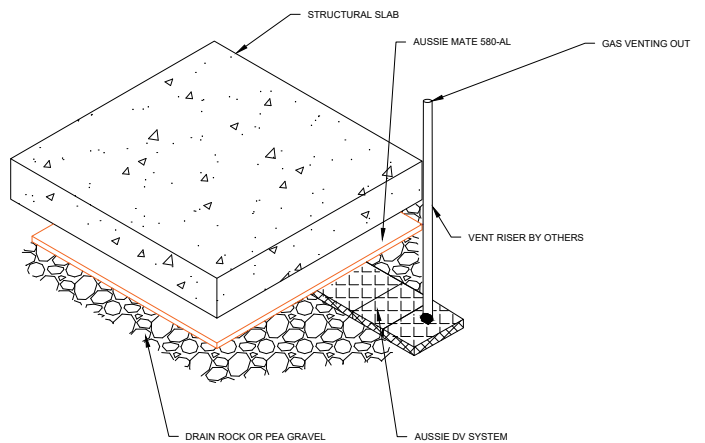 STRUCTURAL SLAB
AUSSIE MATE 580-AL
GAS VENTING OUT
VENT RISER BY OTHERS
DRAIN ROCK OR PEA GRAVEL
AUSSIE DV SYSTEM